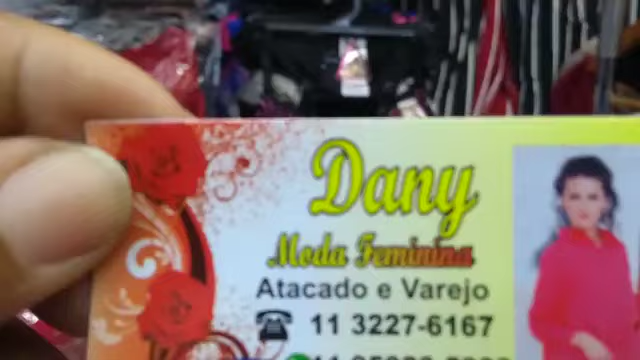 Dany
Moda Feminina
Atacado e Varejo
☎ 11 3227-6167